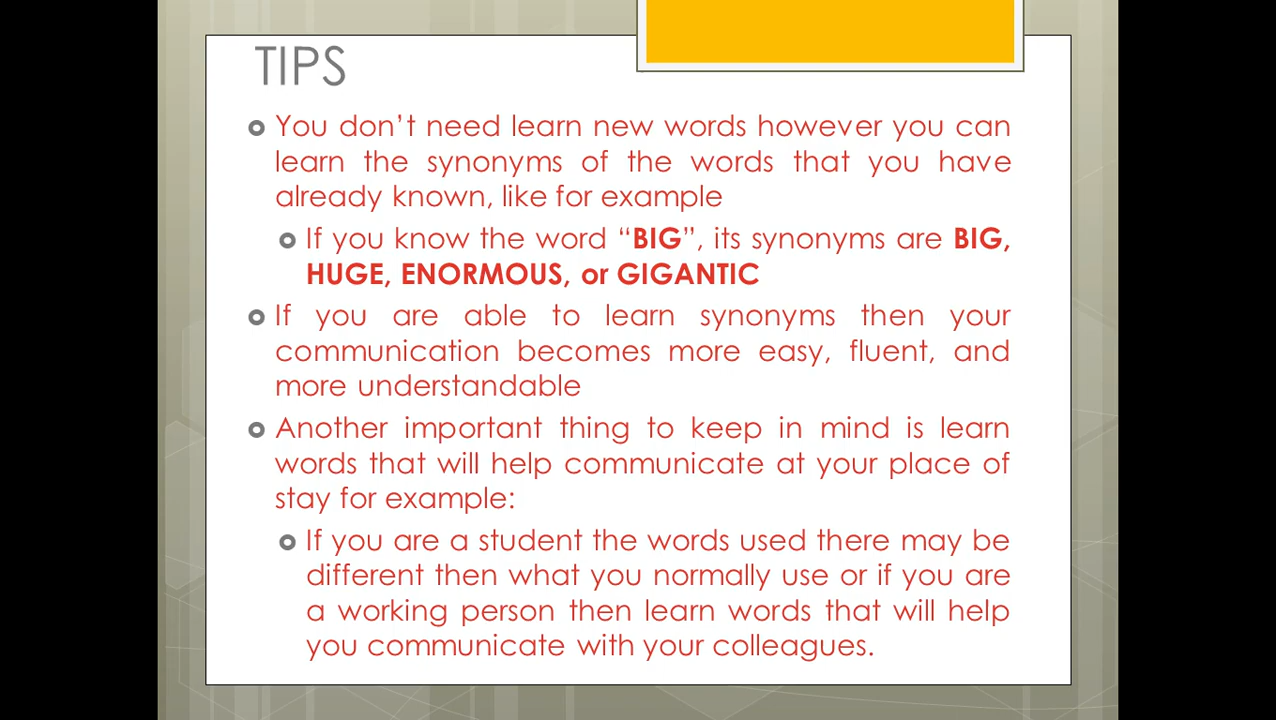 TIPS
You don’t need learn new words however you can
learn the synonyms of the words that you have
already known, like for example
If you know the word “BIG”, its synonyms are BIG,
HUGE, ENORMOUS, or GIGANTIC
If you are able to learn synonyms then your
communication becomes more easy, fluent, and
more understandable
Another important thing to keep in mind is learn
words that will help communicate at your place of
stay for example:
If you are a student the words used there may be
different then what you normally use or if you are
a working person then learn words that will help
you communicate with your colleagues.